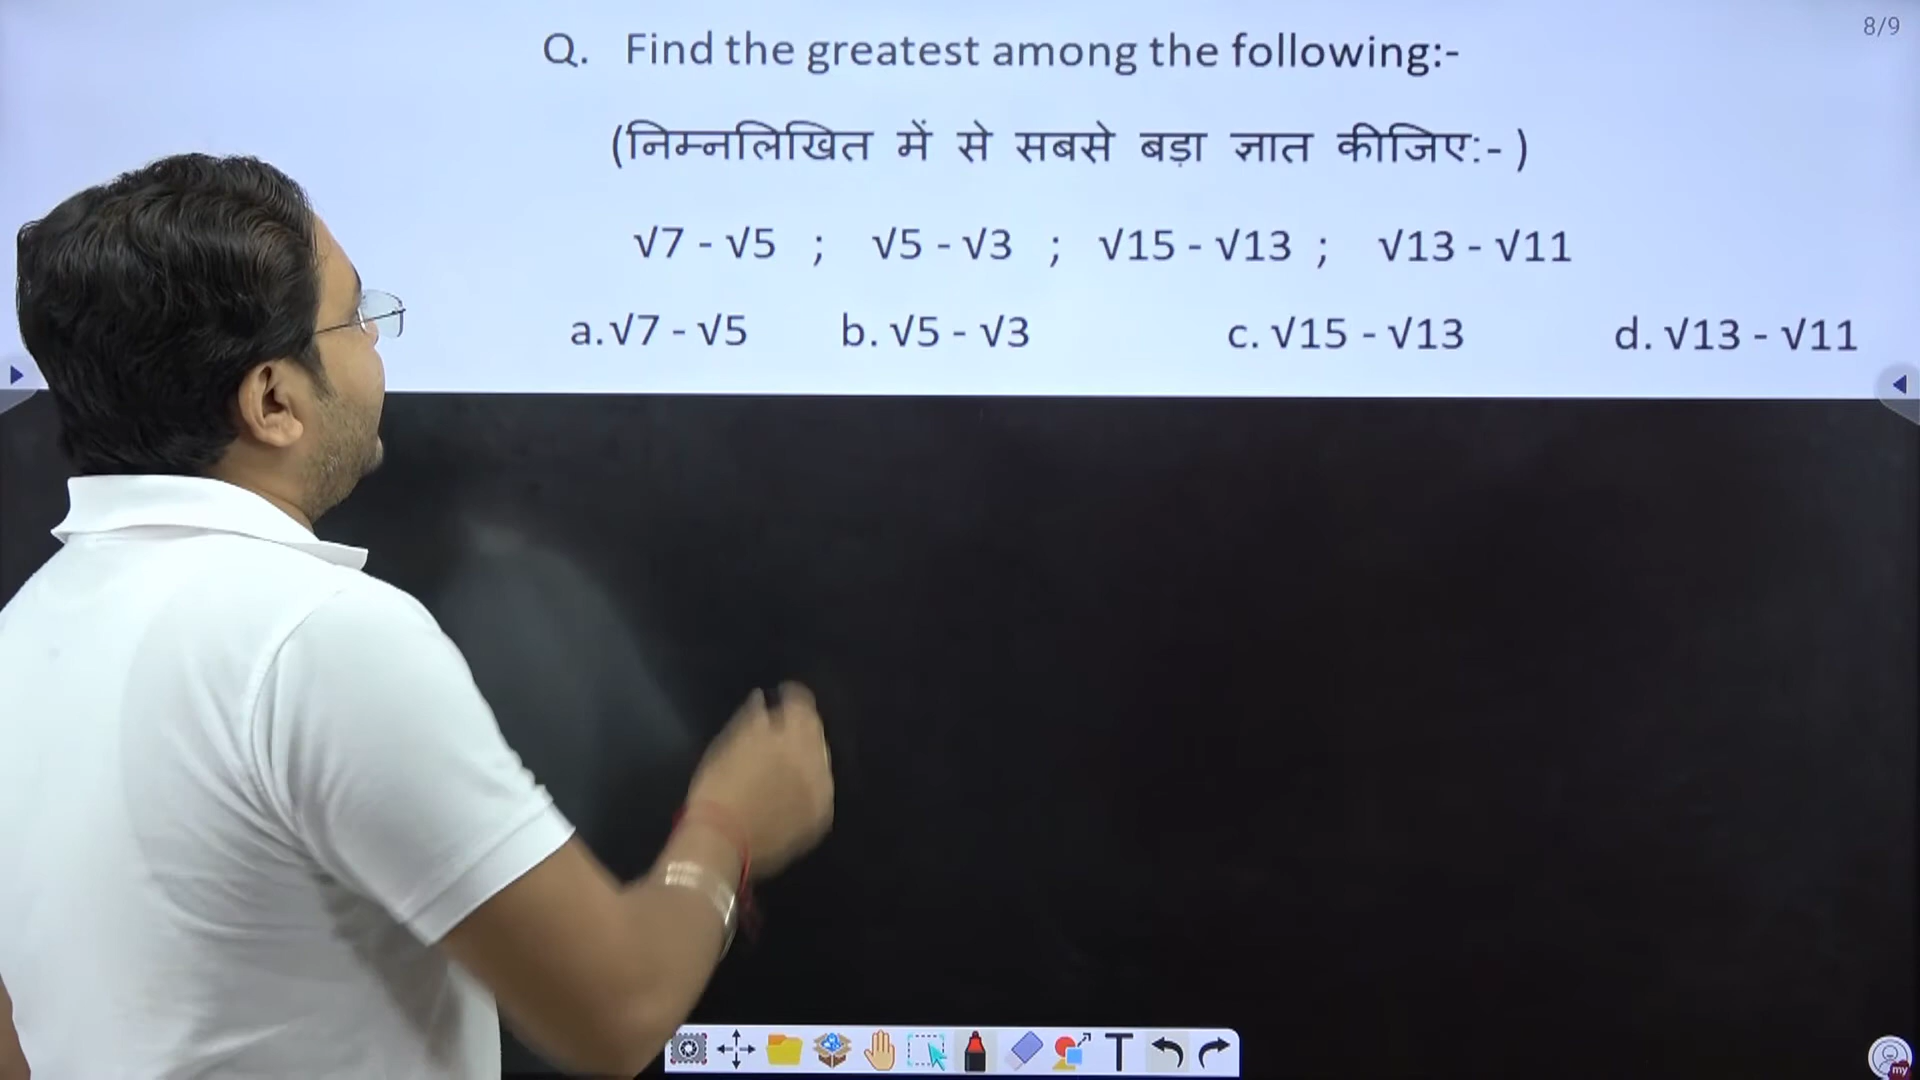 8/9
Q. Find the greatest among the following:-
(निम्नलिखित में से सबसे बड़ा ज्ञात कीजिए:- )
√7 - √5 ; √5 - √3 ; √15 - √13 ; √13 - √11
a.√7 - √5 b. √5 - √3 c. √15 - √13 d. √13 - √11
T
my